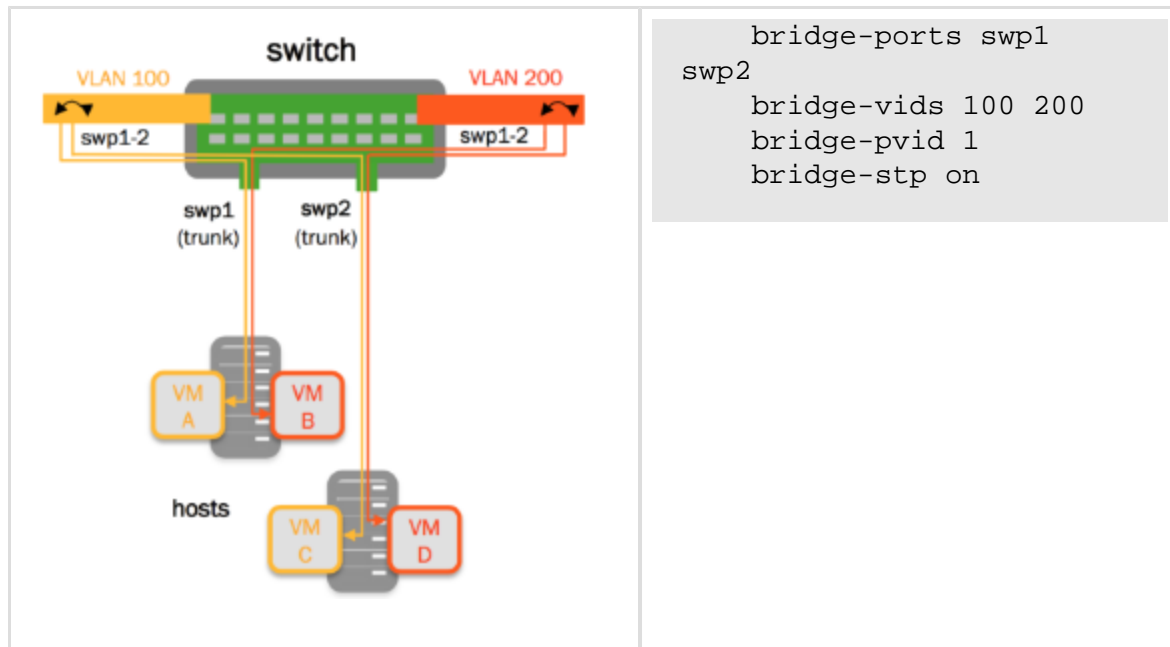 switch
VLAN 100
VLAN 200
swp1-2
swp1-2
swp1
(trunk)
swp2
(trunk)
VM
A
VM
B
hosts
VM
C
VM
D
bridge-ports swp1
swp2
bridge-vids 100 200
bridge-pvid 1
bridge-stp on